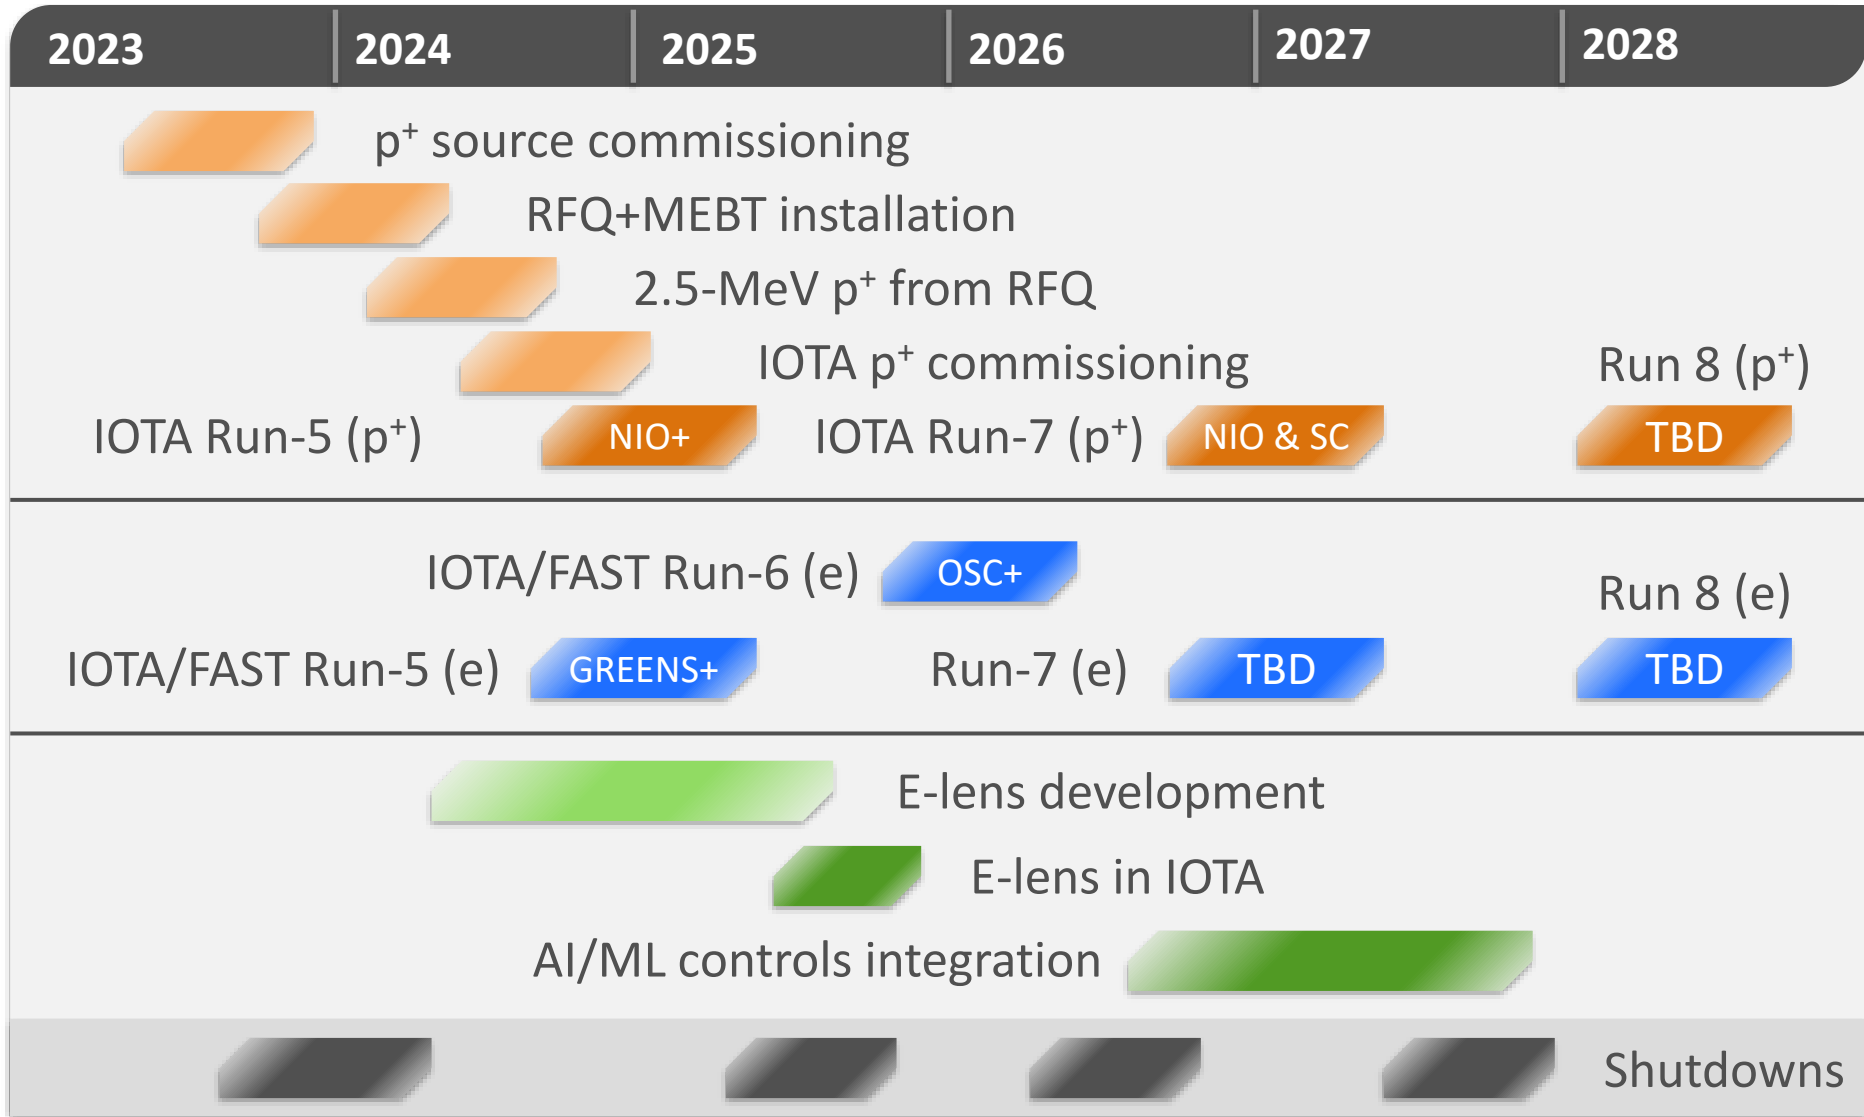 2023 2024 2025 2026 2027 2028
p⁺ source commissioning
RFQ+MEBT installation
2.5-MeV p⁺ from RFQ
IOTA p⁺ commissioning
Run 8 (p⁺)
IOTA Run-5 (p⁺) NIO+ IOTA Run-7 (p⁺) NIO & SC TBD
IOTA/FAST Run-6 (e) OSC+
Run 8 (e)
IOTA/FAST Run-5 (e) GREENS+ Run-7 (e) TBD TBD
E-lens development
E-lens in IOTA
AI/ML controls integration
Shutdowns